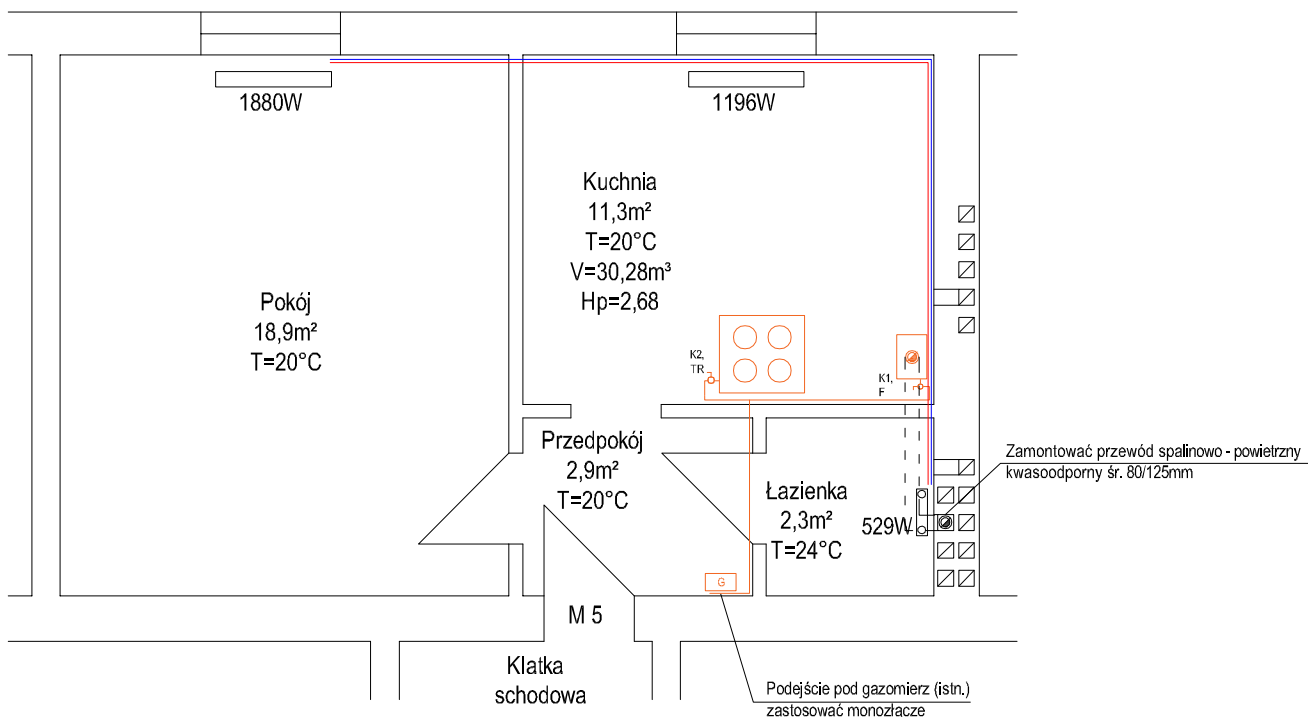 1880W
1196W
Kuchnia
11,3m²
T=20°C
V=30,28m³
Hp=2,68
Pokój
18,9m²
T=20°C
K2,
TR
K1,
F
Przedpokój
2,9m²
T=20°C
Łazienka
2,3m²
T=24°C
529W
Zamontować przewód spalinowo - powietrzny
kwasoodporny śr. 80/125mm
G
M 5
Klatka
schodowa
Podejście pod gazomierz (istn.)
zastosować monozłacze